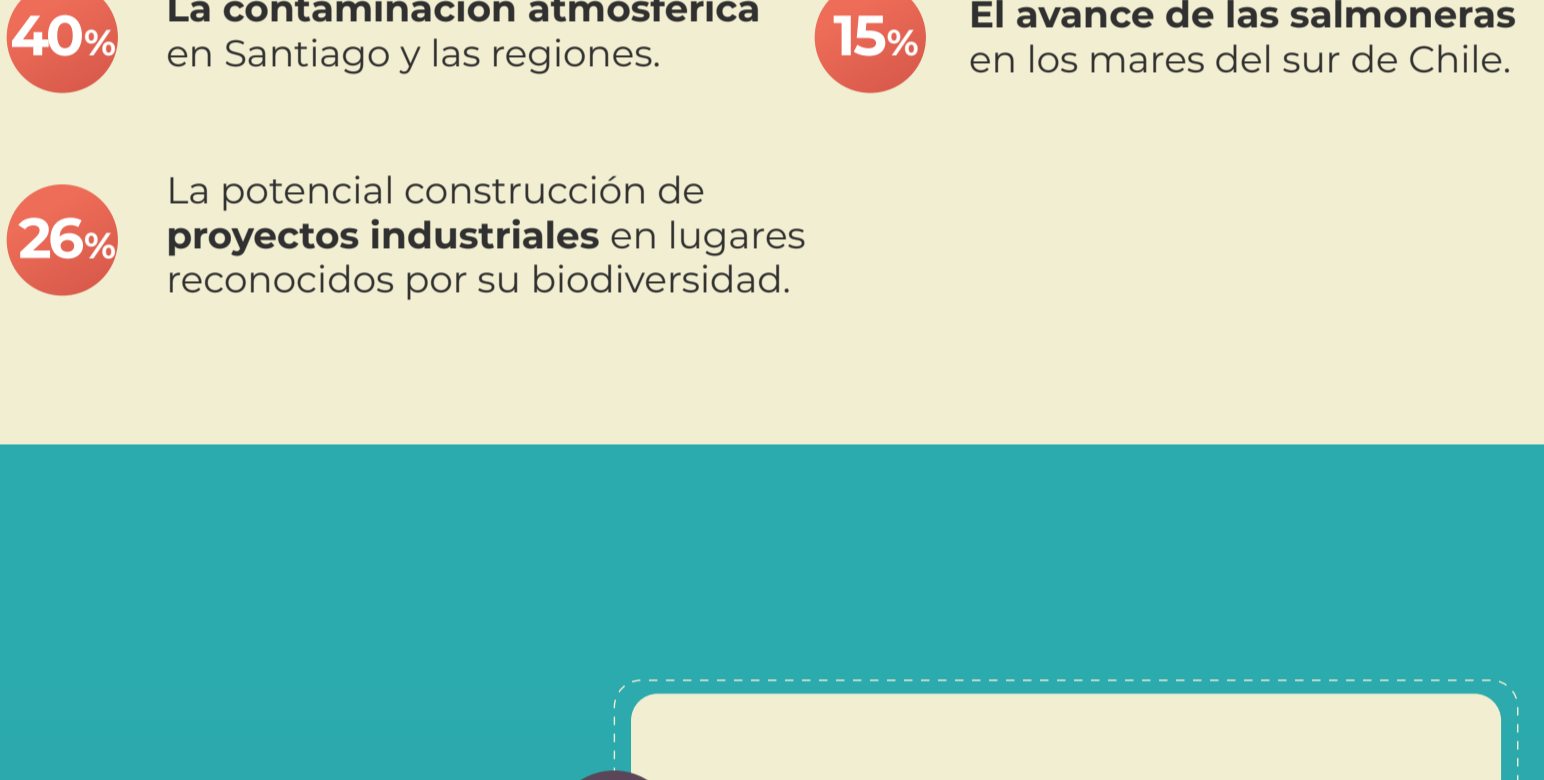 40%
La contaminación atmosférica
en Santiago y las regiones.
15%
El avance de las salmoneras
en los mares del sur de Chile.
26%
La potencial construcción de
proyectos industriales en lugares
reconocidos por su biodiversidad.